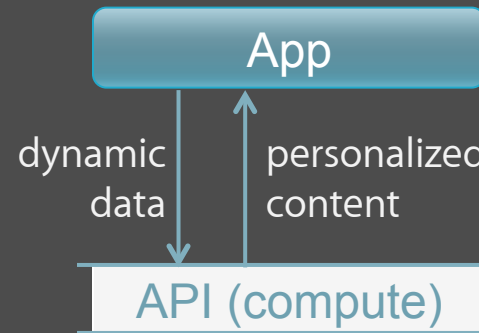 App
dynamic
data
personalized
content
API (compute)